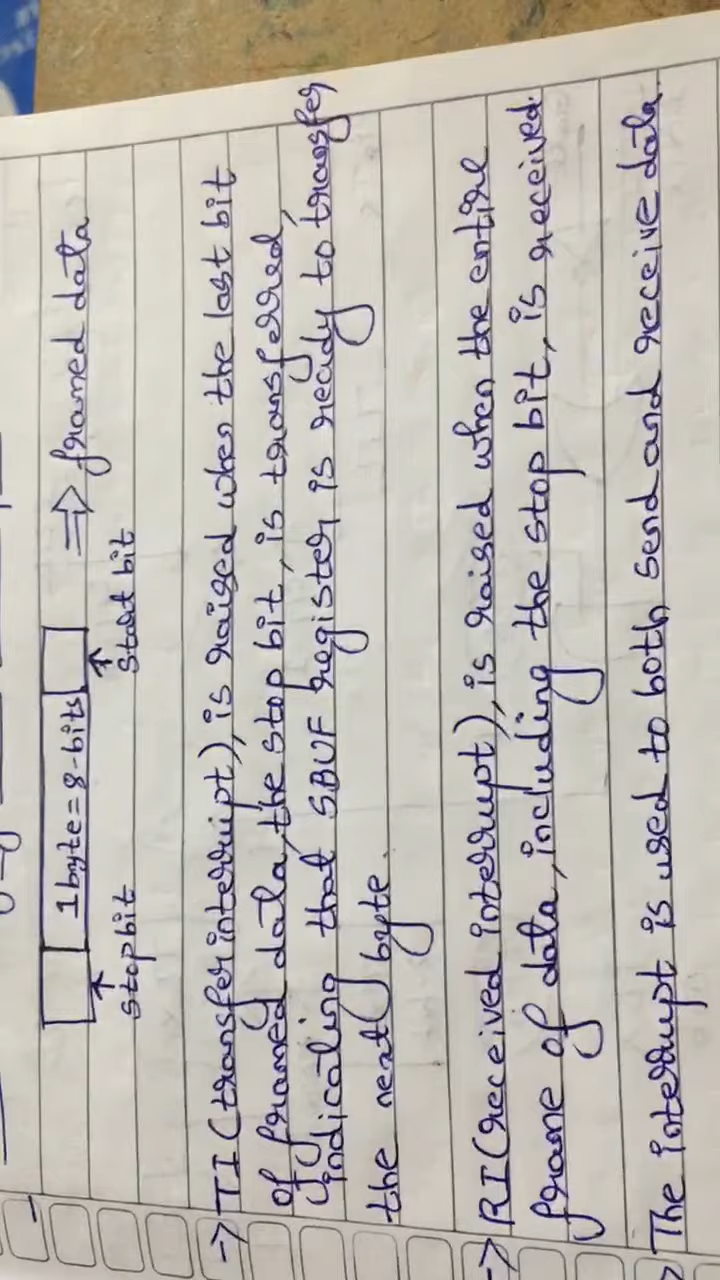 1 byte = 8-bits ⇒ framed data
↑ ↑
stop bit start bit
→ TI (transfer interrupt), is raised when the last bit
of framed data, the stop bit, is transferred
indicating that SBUF register is ready to transfer
the next byte.
→ RI (received interrupt), is raised when the entire
frame of data, including the stop bit, is received.
→ The interrupt is used to both send and receive data.